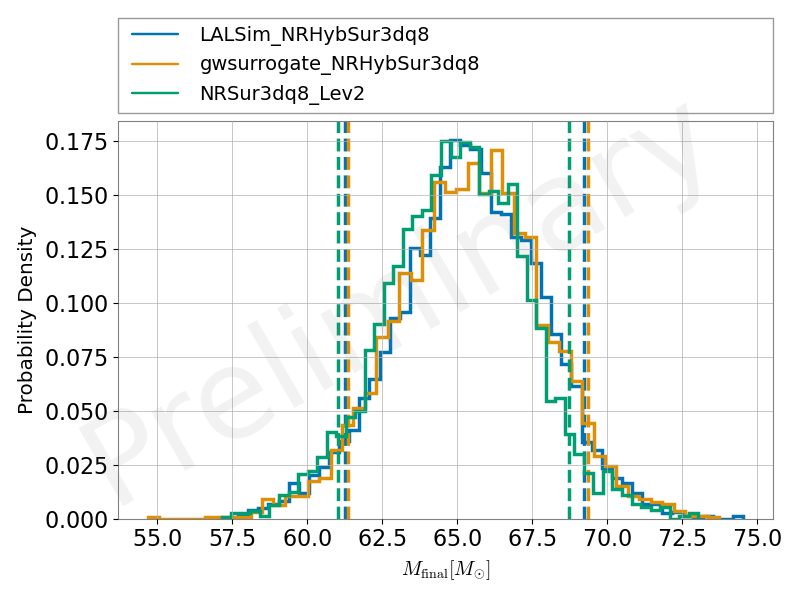 LALSim_NRHybSur3dq8
gwsurrogate_NRHybSur3dq8
NRSur3dq8_Lev2
Preliminary
0.175
0.150
0.125
0.100
0.075
0.050
0.025
0.000
Probability Density
55.0 57.5 60.0 62.5 65.0 67.5 70.0 72.5 75.0
M_final[M_⊙]